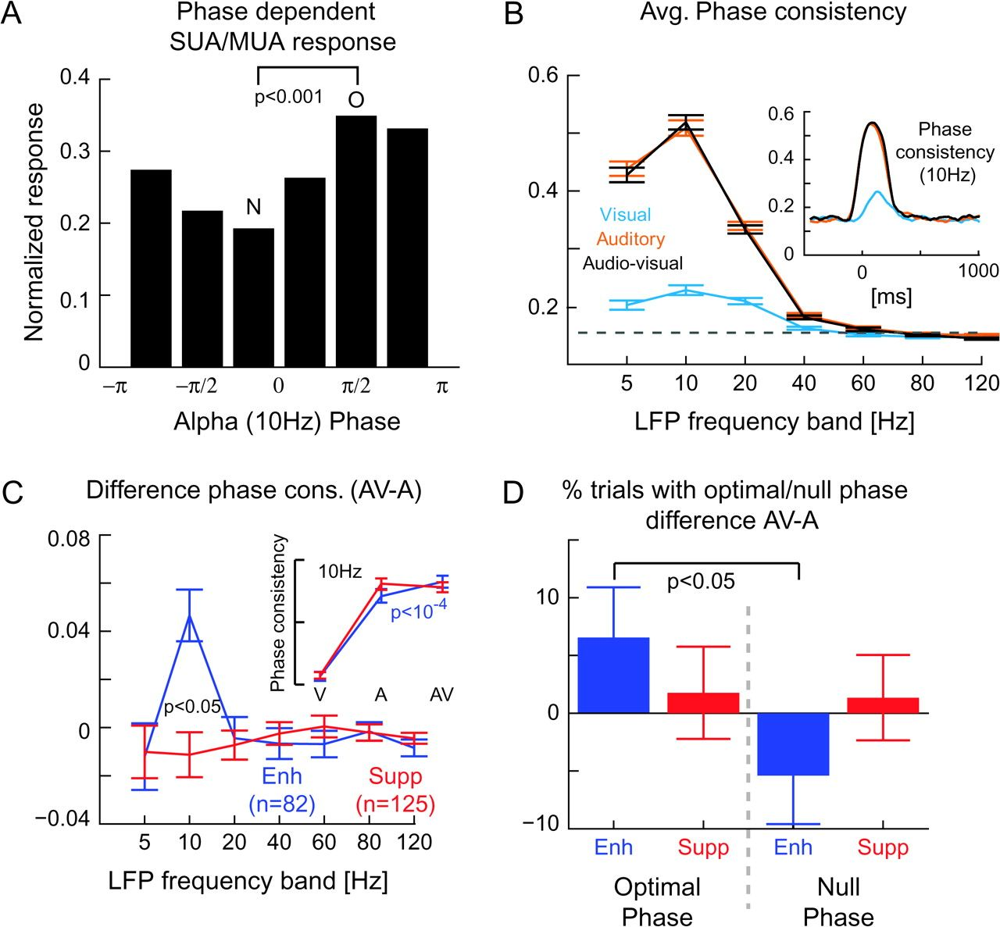 A
Phase dependent
SUA/MUA response
0.4
0.3
0.2
0.1
0
Normalized response
p<0.001
N
O
−π
−π/2
0
π/2
π
Alpha (10Hz) Phase
B
Avg. Phase consistency
0.6
0.4
0.2
Visual
Auditory
Audio-visual
0.6
0.4
0.2
0
Phase
consistency
(10Hz)
0
1000
[ms]
5 10 20 40 60 80 120
LFP frequency band [Hz]
C
Difference phase cons. (AV-A)
0.08
0.04
0
−0.04
p<0.05
Phase consistency
10Hz
p<10-4
V A AV
Enh
(n=82)
Supp
(n=125)
5 10 20 40 60 80 120
LFP frequency band [Hz]
D
% trials with optimal/null phase
difference AV-A
10
0
−10
p<0.05
Enh Supp Enh Supp
Optimal
Phase
Null
Phase